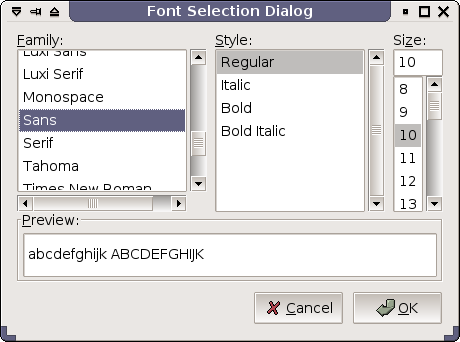 Font Selection Dialog
Family:
Luxi Sans
Luxi Serif
Monospace
Sans
Serif
Tahoma
Times New Roman
Style:
Regular
Italic
Bold
Bold Italic
Size:
10
8
9
10
11
12
13
Preview:
abcdefghijk ABCDEFGHIJK
Cancel
OK